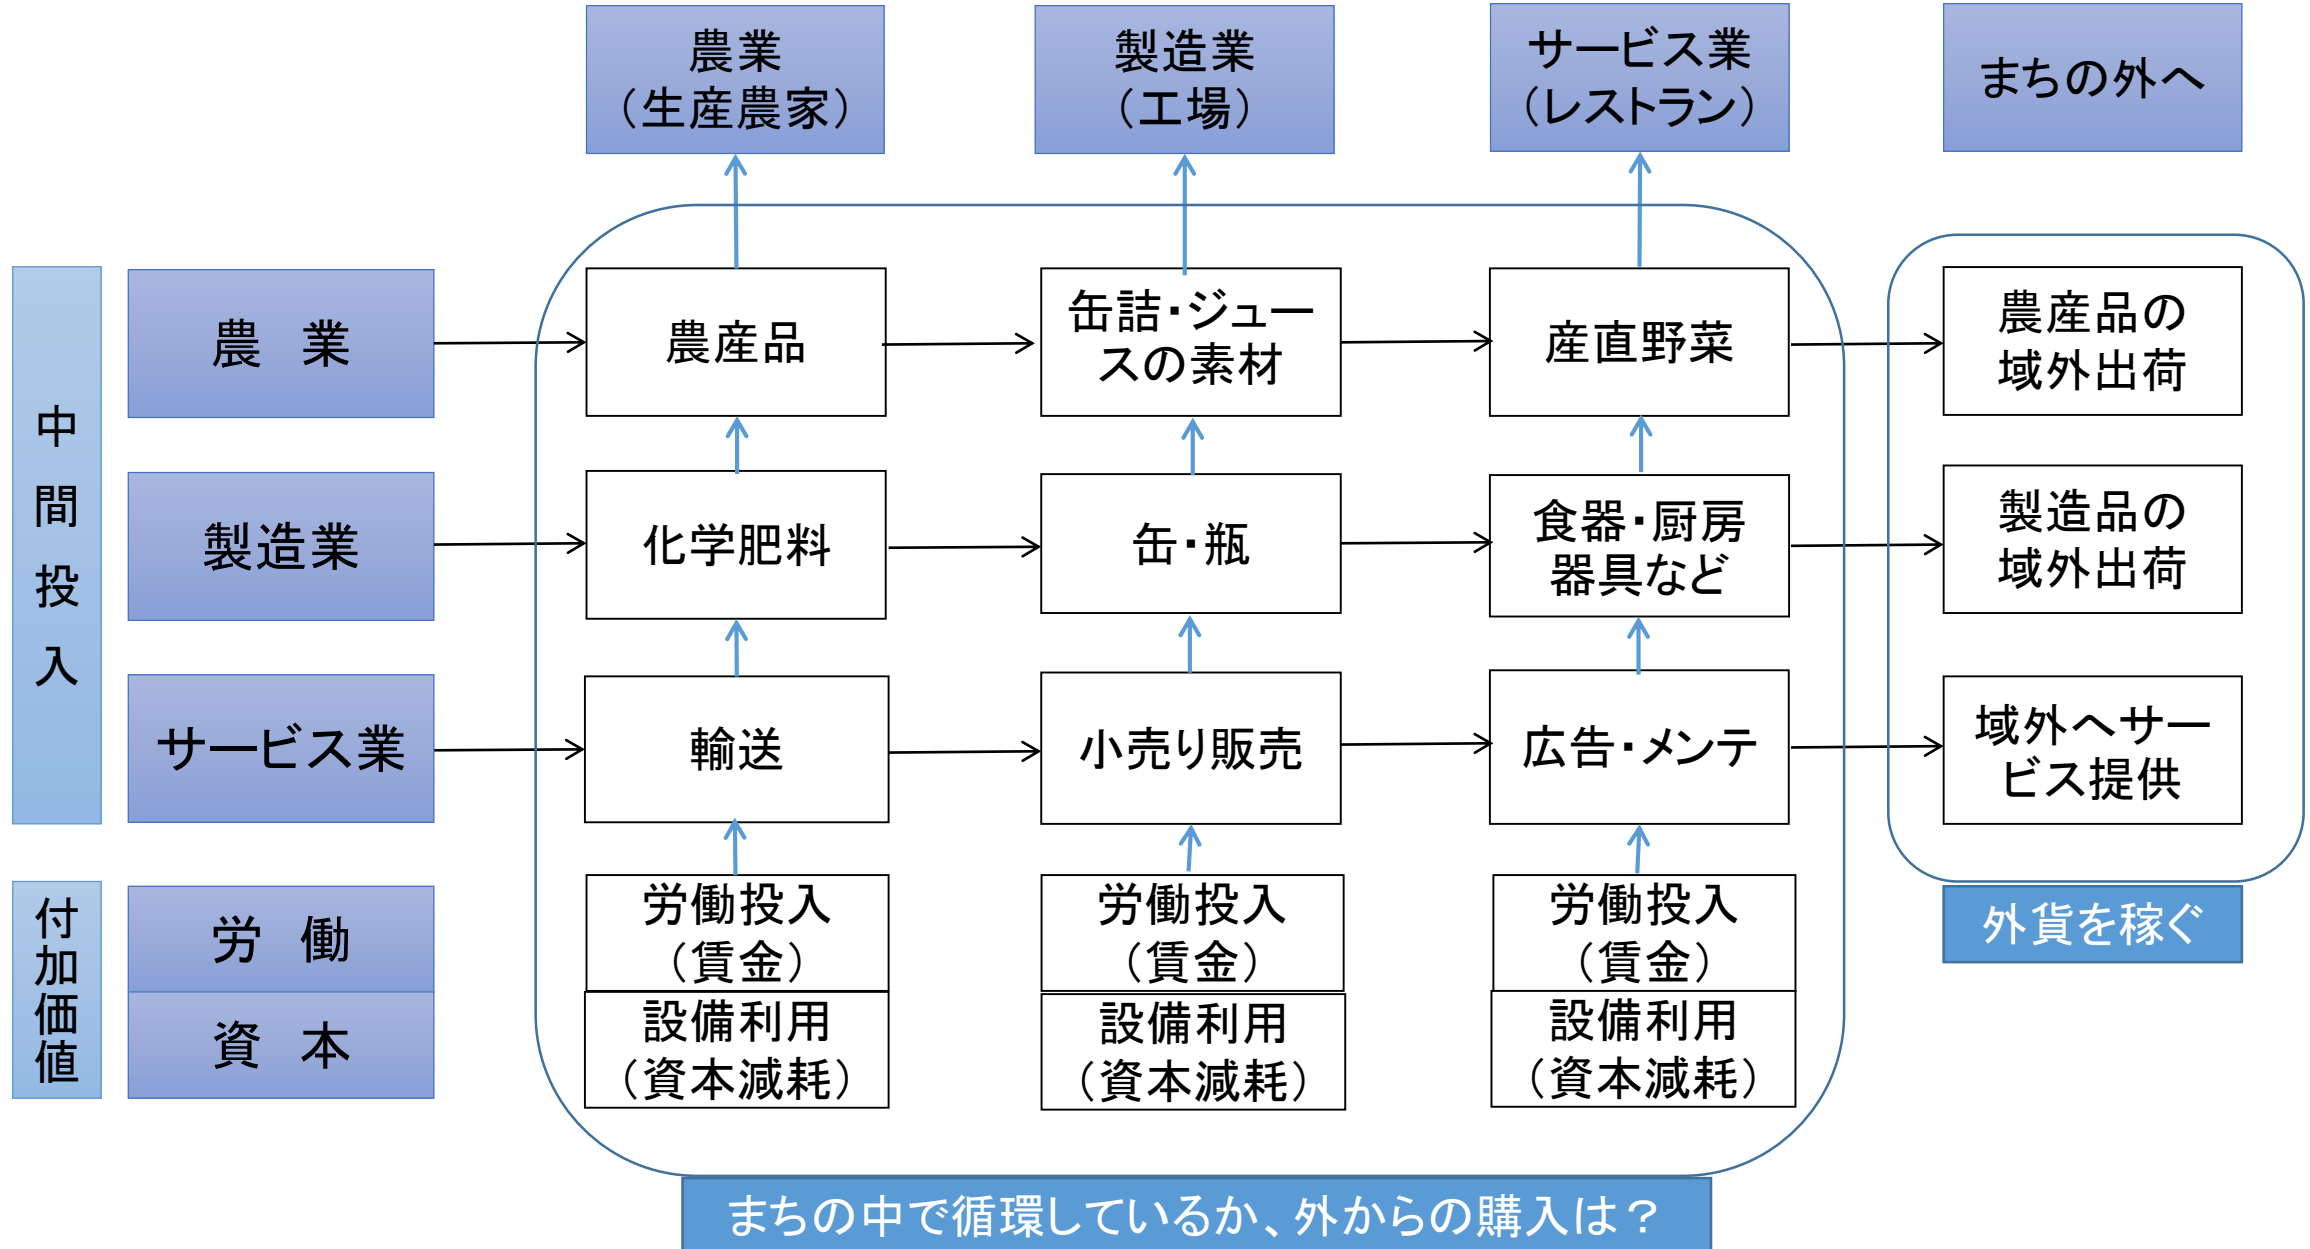 農業
（生産農家）
製造業
（工場）
サービス業
（レストラン）
まちの外へ
中
間
投
入
農　業
農産品
缶詰・ジュー
スの素材
産直野菜
農産品の
域外出荷
製造業
化学肥料
缶・瓶
食器・厨房
器具など
製造品の
域外出荷
サービス業
輸送
小売り販売
広告・メンテ
域外へサー
ビス提供
付
加
価
値
労　働
労働投入
（賃金）
労働投入
（賃金）
労働投入
（賃金）
外貨を稼ぐ
資　本
設備利用
（資本減耗）
設備利用
（資本減耗）
設備利用
（資本減耗）
まちの中で循環しているか、外からの購入は？